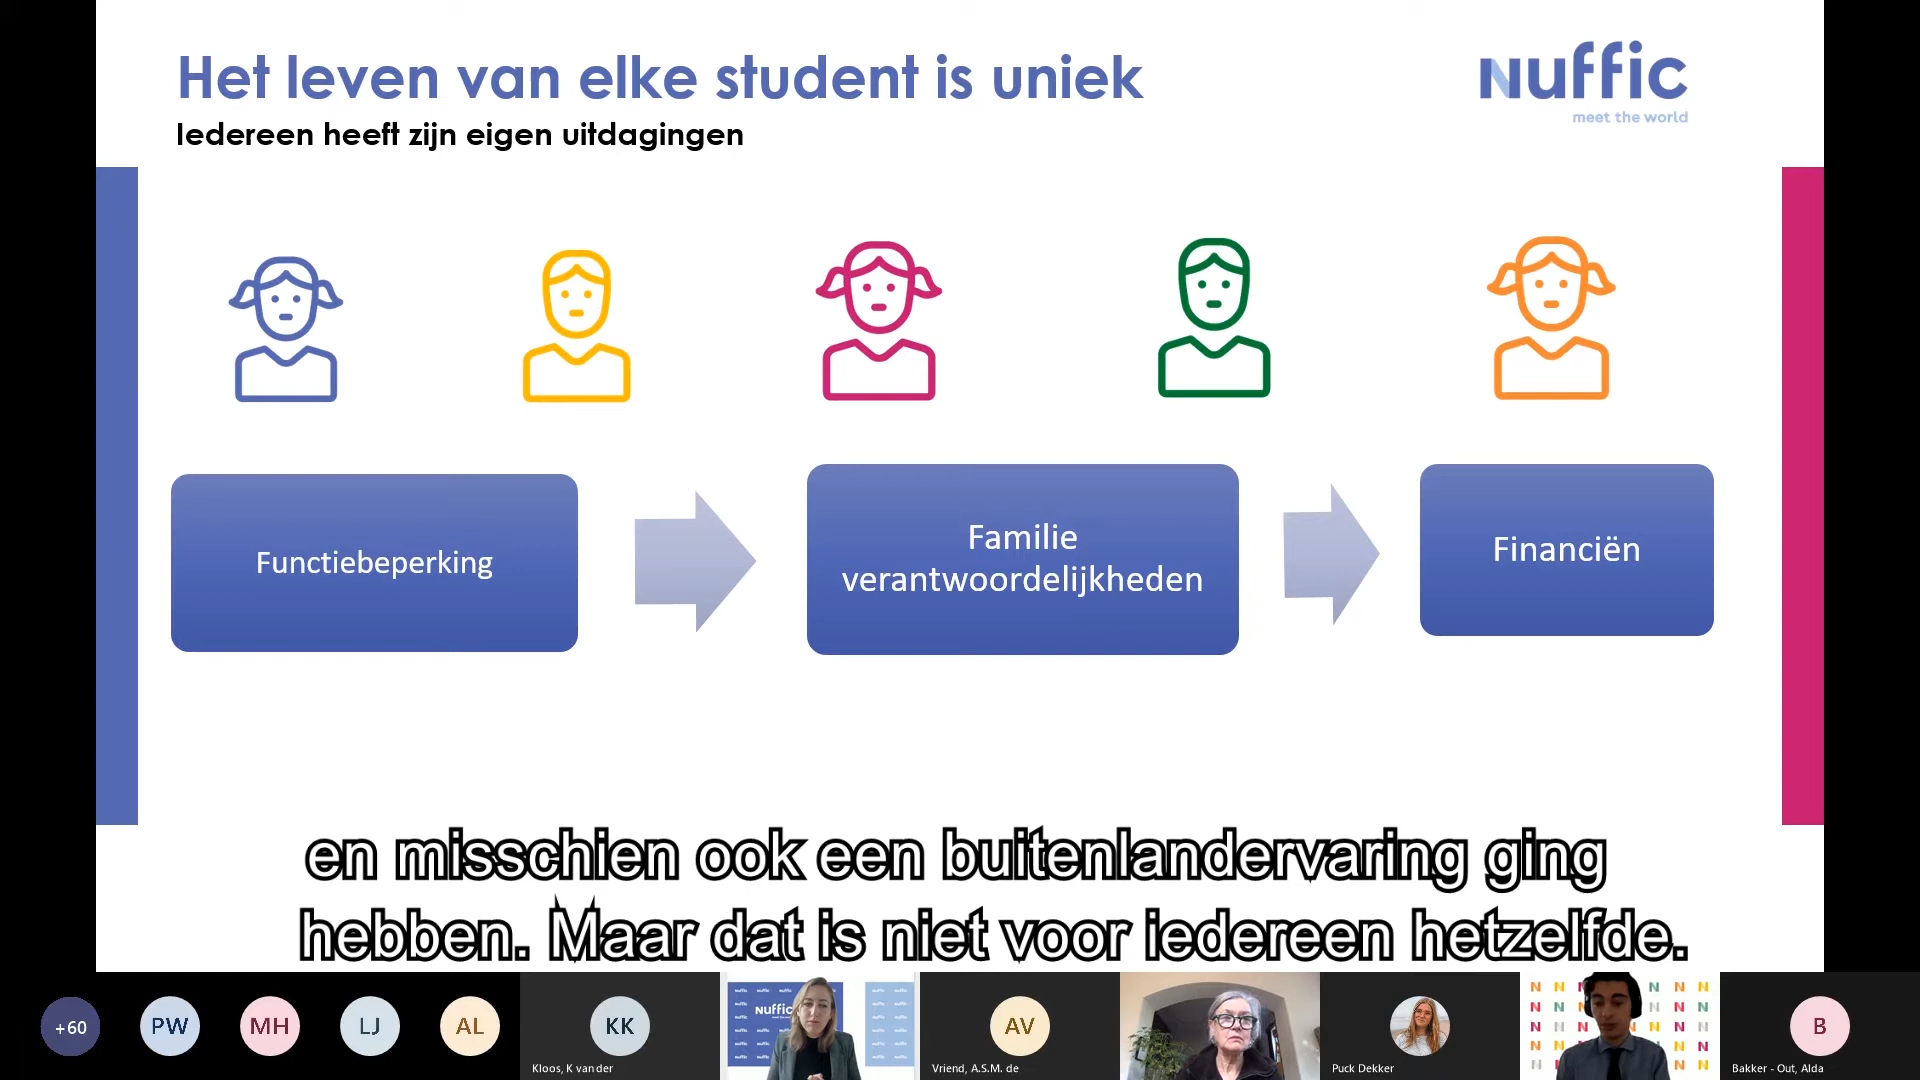 Het leven van elke student is uniek
Iedereen heeft zijn eigen uitdagingen
Nuffic
meet the world
Functiebeperking
Familie
verantwoordelijkheden
Financiën
en misschien ook een buitenlandervaring ging
hebben. Maar dat is niet voor iedereen hetzelfde.
+60
PW
MH
LJ
AL
KK
Kloos, K van der
Nuffic
AV
Vriend, A.S.M. de
Puck Dekker
B
Bakker - Out, Alda